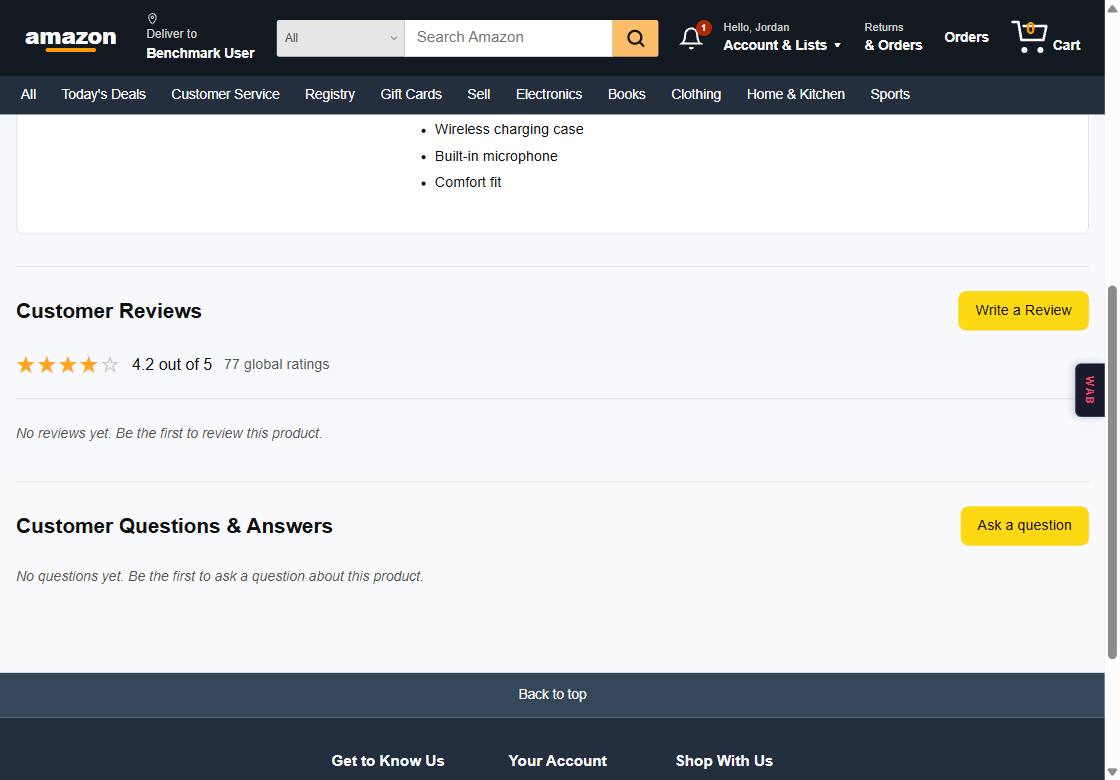 amazon
Deliver to
Benchmark User
All
Search Amazon
1
Hello, Jordan
Account & Lists
Returns
& Orders
Orders
0
Cart
All
Today's Deals
Customer Service
Registry
Gift Cards
Sell
Electronics
Books
Clothing
Home & Kitchen
Sports
• Wireless charging case
• Built-in microphone
• Comfort fit
Customer Reviews
Write a Review
4.2 out of 5
77 global ratings
WAB
No reviews yet. Be the first to review this product.
Customer Questions & Answers
Ask a question
No questions yet. Be the first to ask a question about this product.
Back to top
Get to Know Us
Your Account
Shop With Us